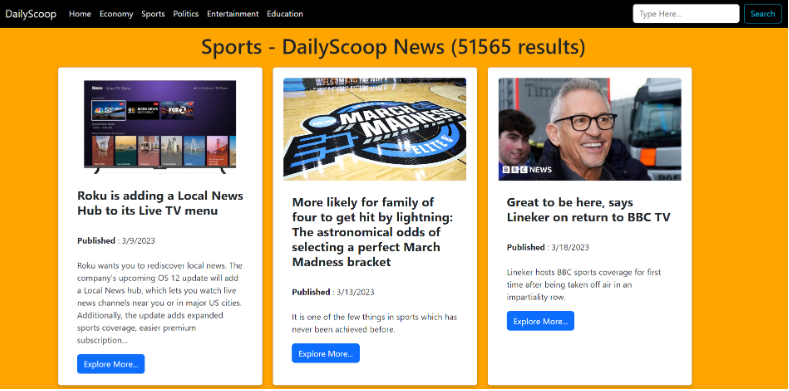 DailyScoop Home Economy Sports Politics Entertainment Education Type Here... Search
Sports - DailyScoop News (51565 results)
Roku is adding a Local News
Hub to its Live TV menu
Published : 3/9/2023
Roku wants you to rediscover local news. The
company's upcoming OS 12 update will add
a Local News hub, which lets you watch live
news channels near you or in major US cities.
Additionally, the update adds expanded
sports coverage, easier premium
subscription...
Explore More...
MARCH
MADNESS
ELITE 8
More likely for family of
four to get hit by lightning:
The astronomical odds of
selecting a perfect March
Madness bracket
Published : 3/13/2023
It is one of the few things in sports which has
never been achieved before.
Explore More...
Time
BBC NEWS
Great to be here, says
Lineker on return to BBC TV
Published : 3/18/2023
Lineker hosts BBC sports coverage for first
time after being taken off air in an
impartiality row.
Explore More...